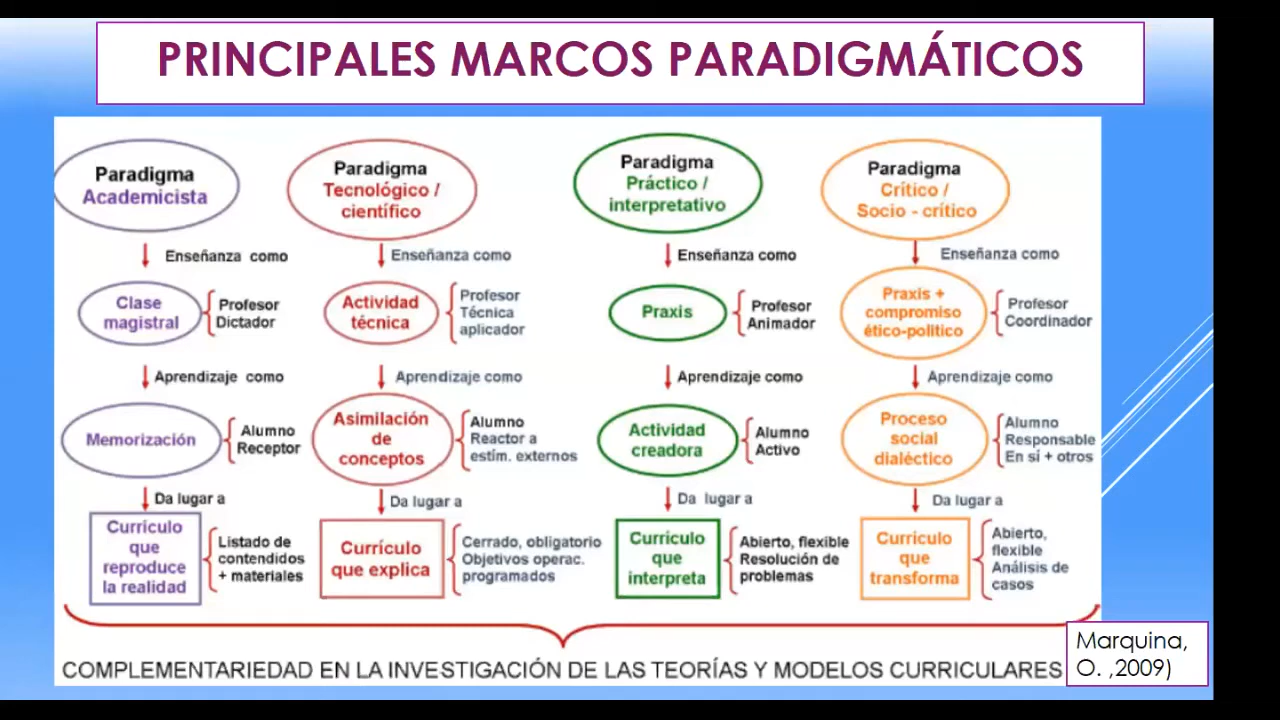 PRINCIPALES MARCOS PARADIGMÁTICOS
Paradigma
Academicista
Enseñanza como
Clase
magistral
Profesor
Dictador
Aprendizaje como
Memorización
Alumno
Receptor
Da lugar a
Curriculo
que
reproduce
la realidad
Listado de
contendidos
+ materiales
Paradigma
Tecnológico /
científico
Enseñanza como
Actividad
técnica
Profesor
Técnica
aplicador
Aprendizaje como
Asimilación
de
conceptos
Alumno
Reactor a
estím. externos
Da lugar a
Currículo
que explica
Cerrado, obligatorio
Objetivos operac.
programados
Paradigma
Práctico /
interpretativo
Enseñanza como
Praxis
Profesor
Animador
Aprendizaje como
Actividad
creadora
Alumno
Activo
Da lugar a
Curriculo
que
interpreta
Abierto, flexible
Resolución de
problemas
Paradigma
Crítico /
Socio - crítico
Enseñanza como
Praxis +
compromiso
ético-politico
Profesor
Coordinador
Aprendizaje como
Proceso
social
dialéctico
Alumno
Responsable
En sí + otros
Da lugar a
Curriculo
que
transforma
Abierto,
flexible
Análisis de
casos
COMPLEMENTARIEDAD EN LA INVESTIGACIÓN DE LAS TEORÍAS Y MODELOS CURRICULARES
Marquina,
O. ,2009)